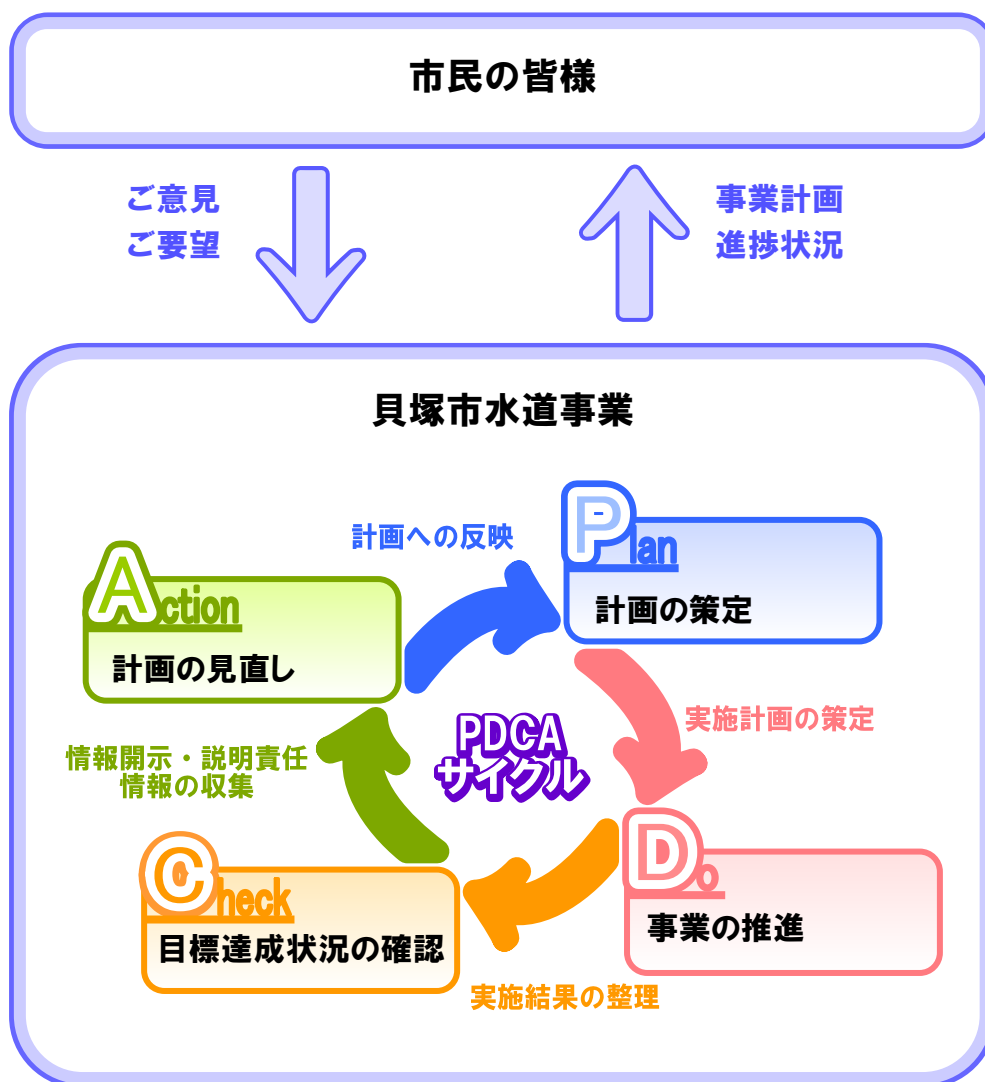 市民の皆様
ご意見
ご要望
事業計画
進捗状況
貝塚市水道事業
計画への反映
Plan
計画の策定
Action
計画の見直し
実施計画の策定
PDCA
サイクル
情報開示・説明責任
情報の収集
Do
事業の推進
Check
目標達成状況の確認
実施結果の整理